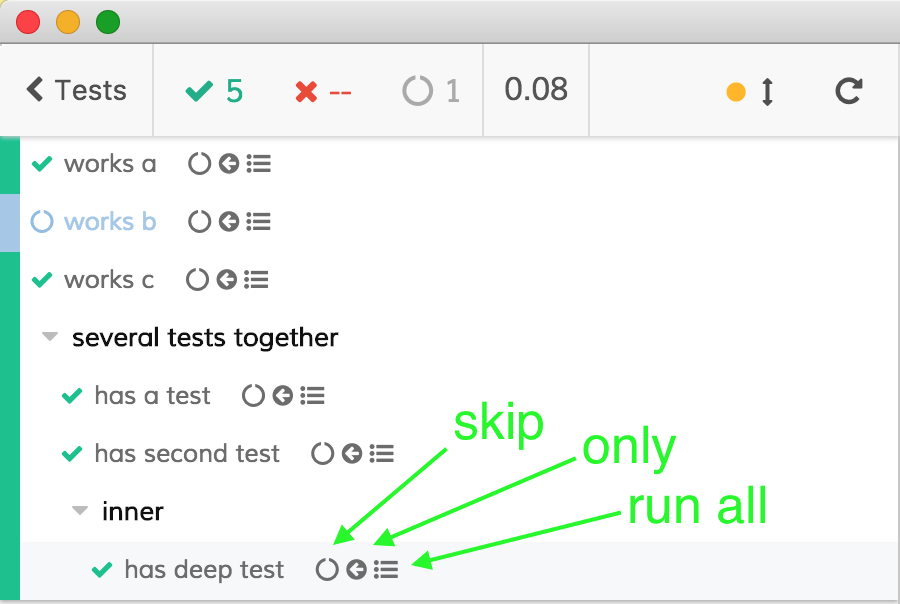 Tests 5 -- 1 0.08
works a
works b
works c
several tests together
has a test
skip
has second test
only
inner
run all
has deep test